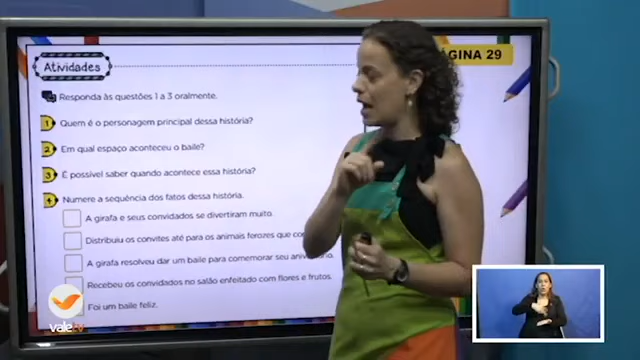 PÁGINA 29
Atividades
Responda às questões 1 a 3 oralmente.
1 Quem é o personagem principal dessa história?
2 Em qual espaço aconteceu o baile?
3 É possível saber quando acontece essa história?
4 Numere a sequência dos fatos dessa história.
A girafa e seus convidados se divertiram muito.
Distribuiu os convites até para os animais ferozes que
A girafa resolveu dar um baile para comemorar seu
Recebeu os convidados no salão enfeitado com flores e frutos.
Foi um baile feliz.
vale tv